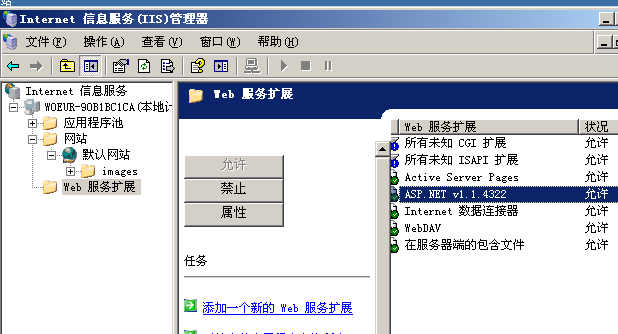 站
Internet 信息服务(IIS)管理器
文件(F) 操作(A) 查看(V) 窗口(W) 帮助(H)
Internet 信息服务
WOEUR-90B1BC1CA(本地计
应用程序池
网站
默认网站
images
Web 服务扩展
Web 服务扩展
允许
禁止
属性
任务
添加一个新的 Web 服务扩展
Web 服务扩展 状况
所有未知 CGI 扩展 允许
所有未知 ISAPI 扩展 允许
Active Server Pages 允许
ASP.NET v1.1.4322 允许
Internet 数据连接器 允许
WebDAV 允许
在服务器端的包含文件 允许